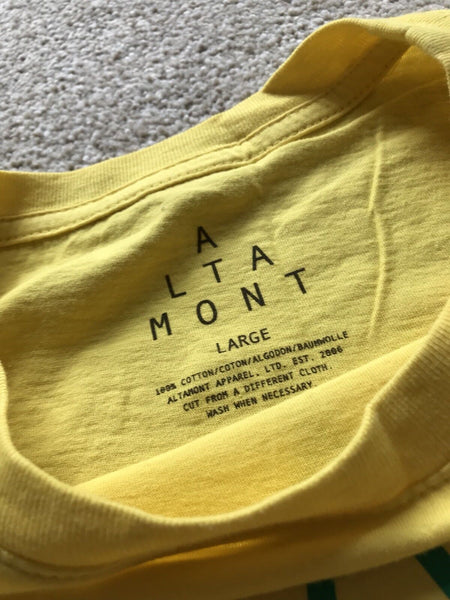 A
LTA
MONT
LARGE
100% COTTON/COTON/ALGODON/BAUMWOLLE
ALTAMONT APPAREL, LTD. EST. 2006
CUT FROM A DIFFERENT CLOTH.
WASH WHEN NECESSARY